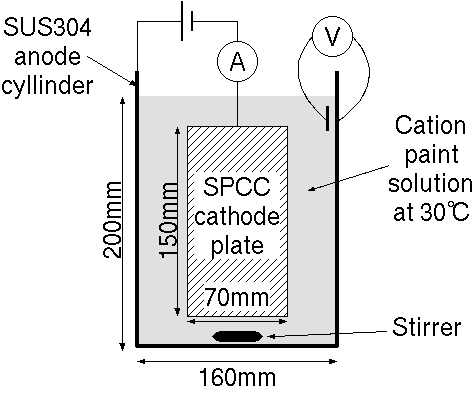 SUS304
anode
cyllinder
A
V
200mm
150mm
SPCC
cathode
plate
70mm
Cation
paint
solution
at 30℃
Stirrer
160mm